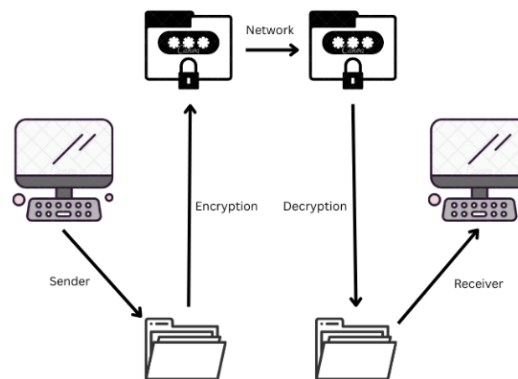 Network
Encryption
Decryption
Sender
Receiver